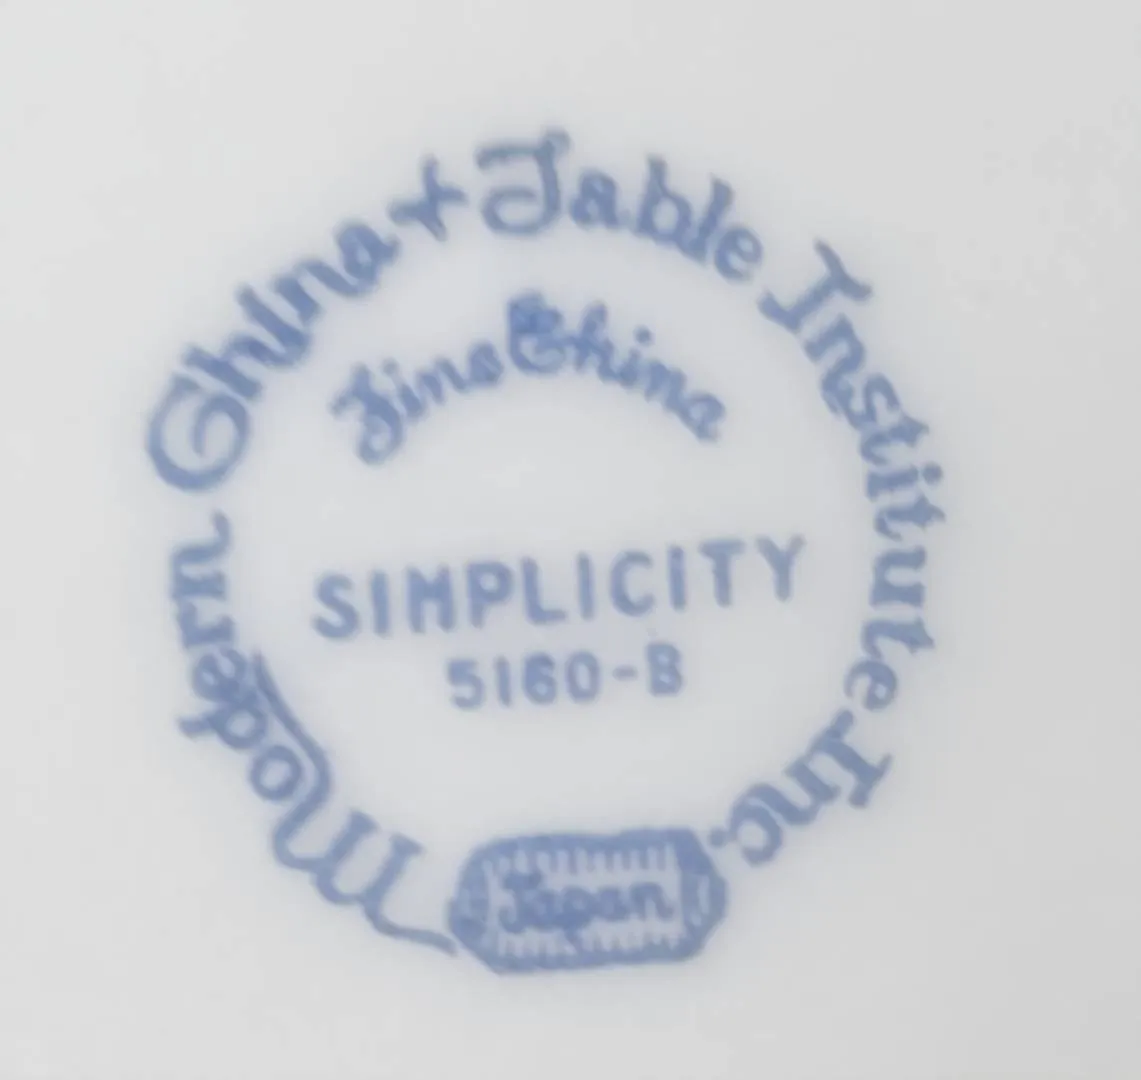 Modern China + Table Institute Inc.
Fine China
SIMPLICITY
5160-B
Japan